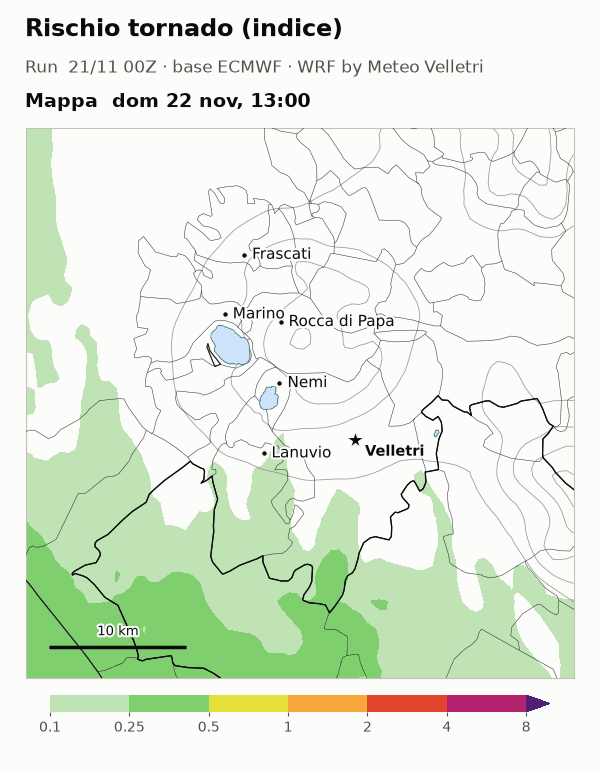 Rischio tornado (indice)
Run  21/11 00Z · base ECMWF · WRF by Meteo Velletri
Mappa  dom 22 nov, 13:00
Frascati
Marino
Rocca di Papa
Nemi
Velletri
Lanuvio
10 km
0.1 0.25 0.5 1 2 4 8